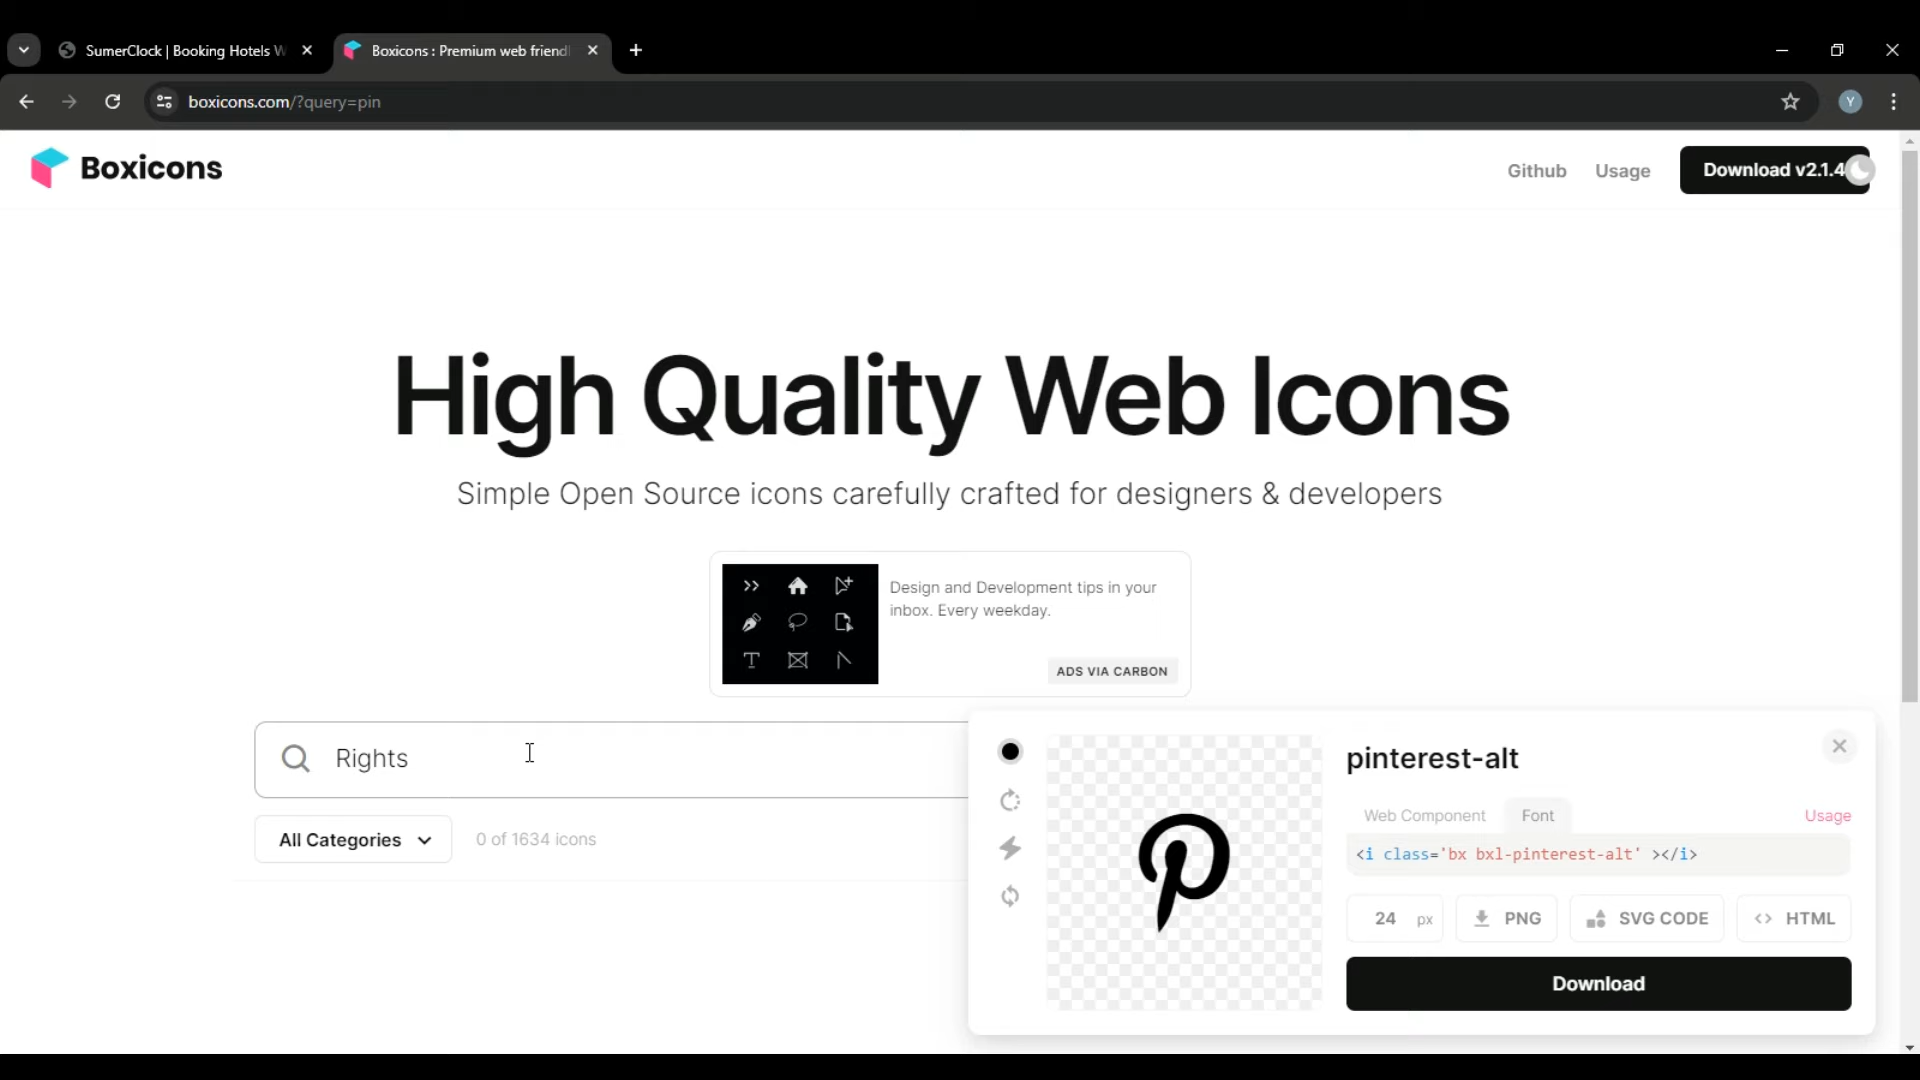 SumerClock | Booking Hotels W
Boxicons : Premium web friend
boxicons.com/?query=pin
Y
Boxicons
Github
Usage
Download v2.1.4
High Quality Web Icons
Simple Open Source icons carefully crafted for designers & developers
Design and Development tips in your
inbox. Every weekday.
ADS VIA CARBON
Rights
All Categories
0 of 1634 icons
pinterest-alt
Web Component
Font
Usage
<i class='bx bxl-pinterest-alt' ></i>
24 px
PNG
SVG CODE
<> HTML
Download